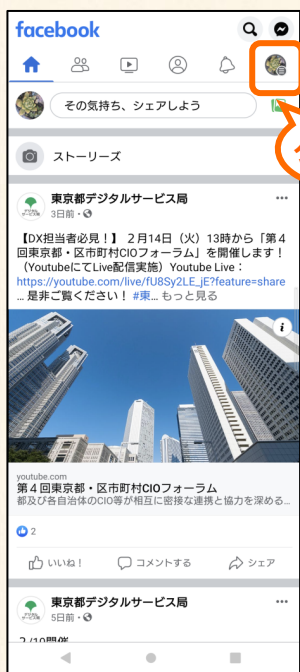 facebook
その気持ち、シェアしよう
ストーリーズ
東京都デジタルサービス局
3日前・
【DX担当者必見！】 2月14日（火）13時から「第4
回東京都・区市町村CIOフォーラム」を開催します！
（YoutubeにてLive配信実施）Youtube Live：
https://youtube.com/live/fU8Sy2LE_jE?feature=share
... 是非ご覧ください！ #東... もっと見る
youtube.com
第４回東京都・区市町村CIOフォーラム
都及び各自治体のCIO等が相互に密接な連携と協力を深める...
2
いいね！ コメントする シェア
東京都デジタルサービス局
5日前・